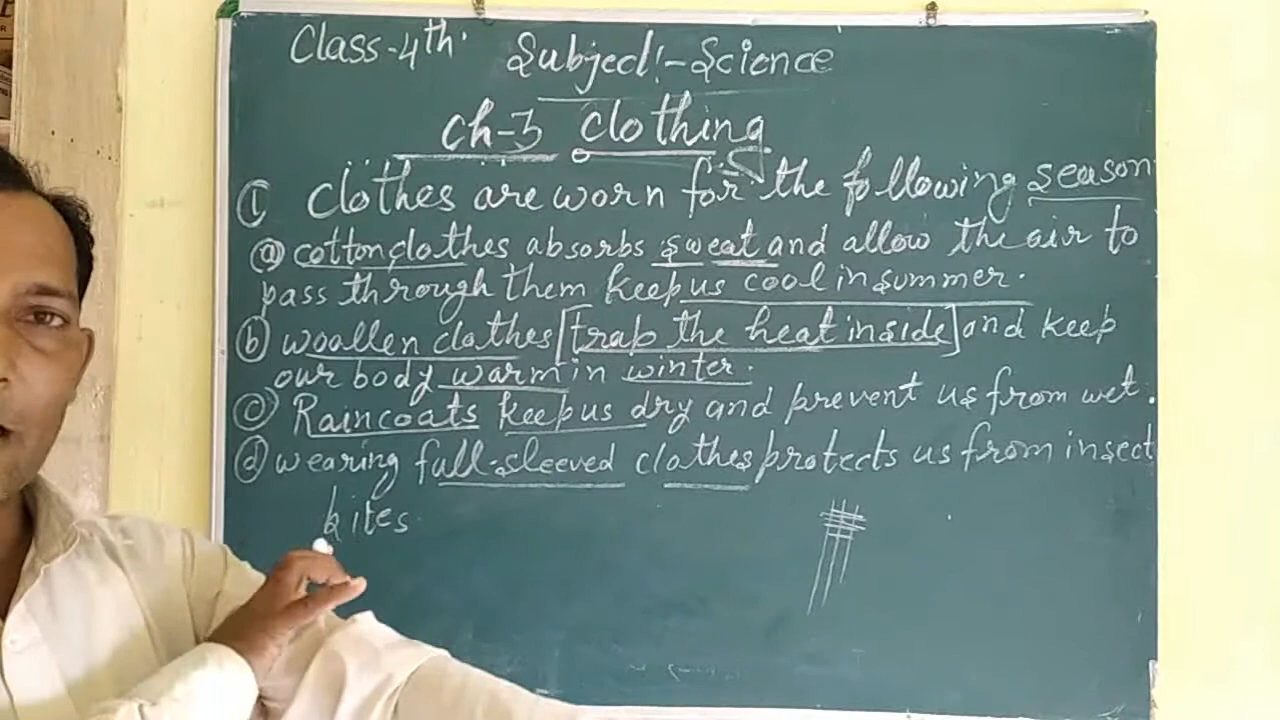 Class-4th.
Subject:-Science
Ch-3 clothing
① clothes are worn for the following season
ⓐ cotton clothes absorbs sweat and allow the air to
pass through them keep us cool in summer.
ⓑ woollen clothes [trap the heat inside] and keep
our body warm in winter.
ⓒ Raincoats keep us dry and prevent us from wet.
ⓓ wearing full-sleeved clothes protects us from insect
bites